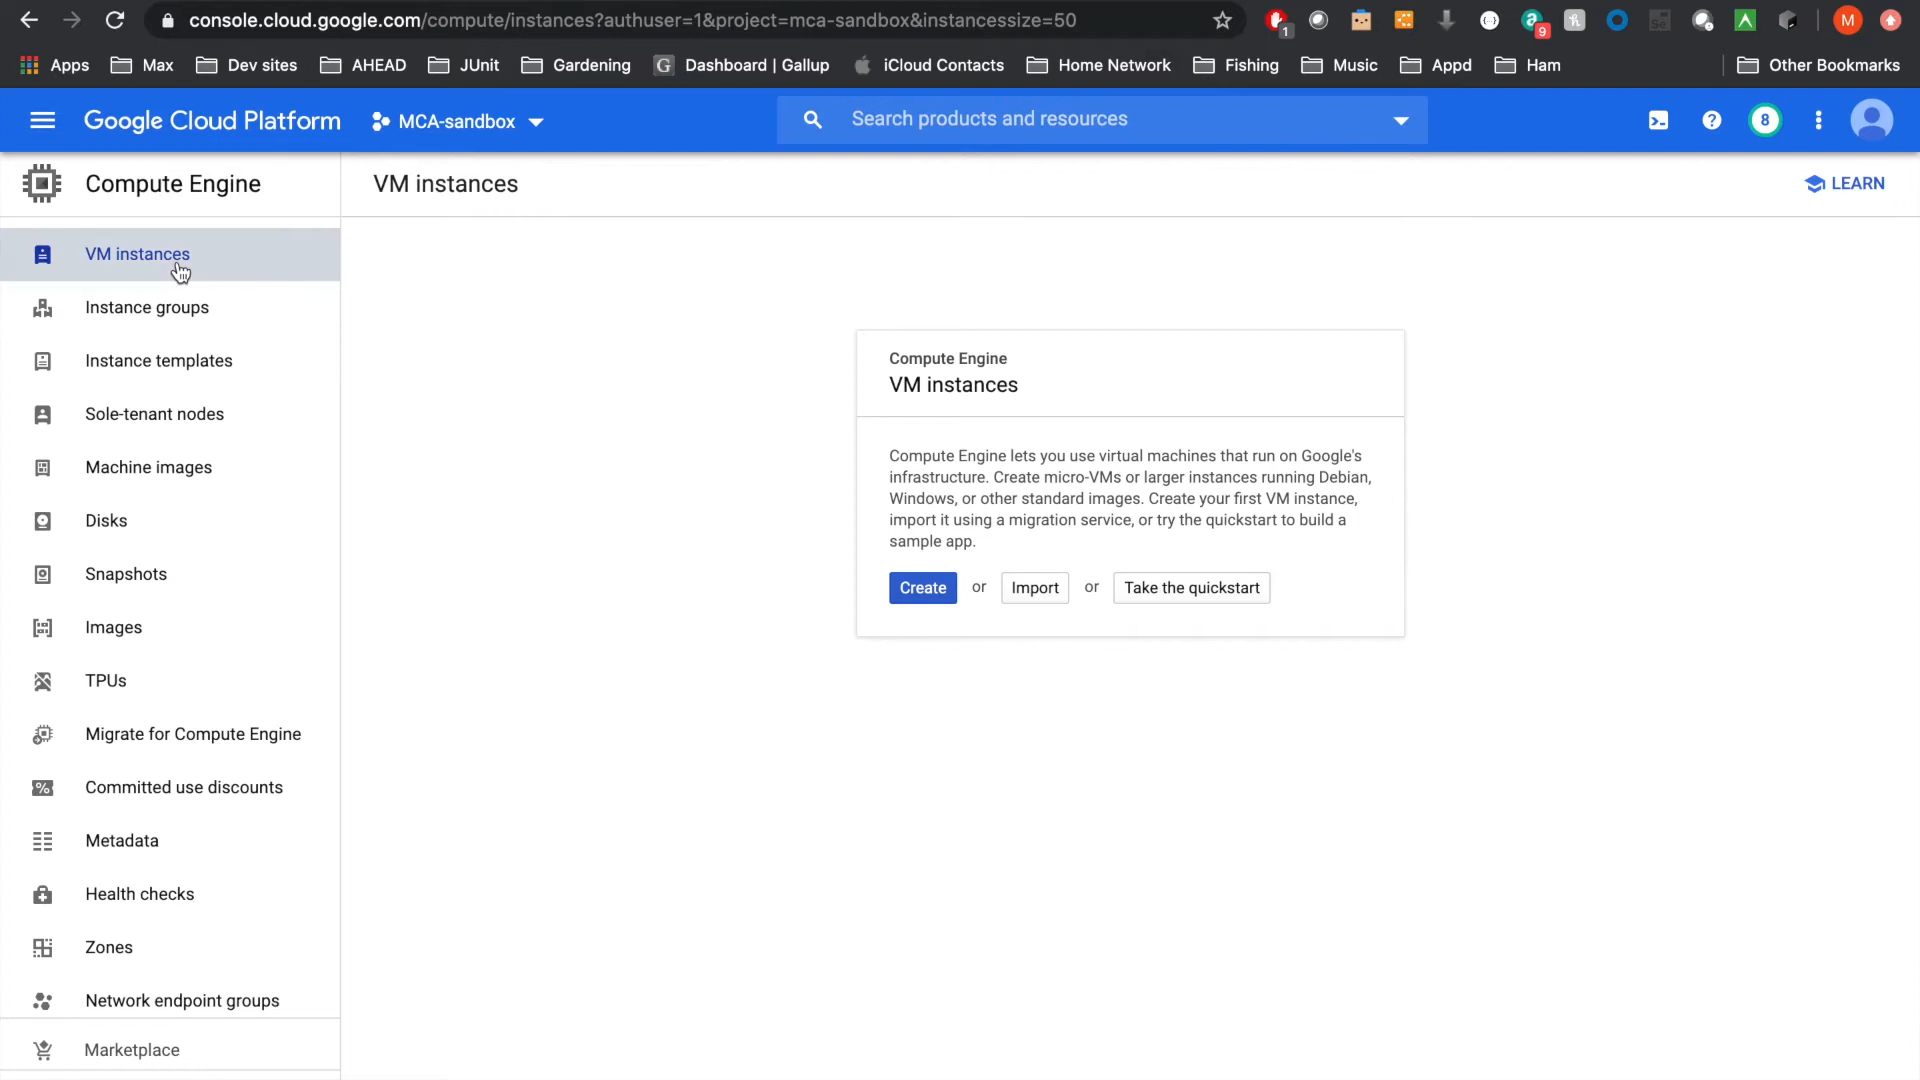 console.cloud.google.com/compute/instances?authuser=1&project=mca-sandbox&instancessize=50
1
9
M
Apps
Max
Dev sites
AHEAD
JUnit
Gardening
G
Dashboard | Gallup
iCloud Contacts
Home Network
Fishing
Music
Appd
Ham
Other Bookmarks
Google Cloud Platform
MCA-sandbox
Search products and resources
8
Compute Engine
VM instances
LEARN
VM instances
Instance groups
Instance templates
Sole-tenant nodes
Machine images
Disks
Snapshots
Images
TPUs
Migrate for Compute Engine
Committed use discounts
Metadata
Health checks
Zones
Network endpoint groups
Marketplace
Compute Engine
VM instances
Compute Engine lets you use virtual machines that run on Google's
infrastructure. Create micro-VMs or larger instances running Debian,
Windows, or other standard images. Create your first VM instance,
import it using a migration service, or try the quickstart to build a
sample app.
Create or Import or Take the quickstart